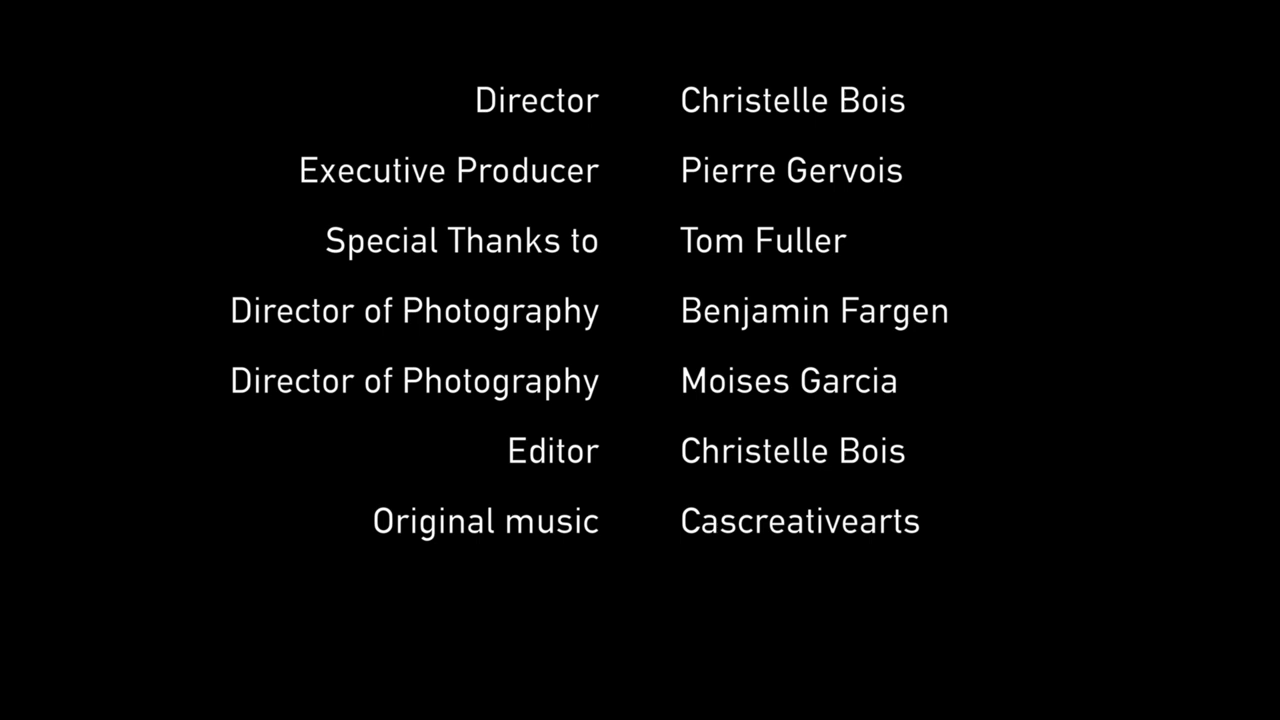 Director Christelle Bois
Executive Producer Pierre Gervois
Special Thanks to Tom Fuller
Director of Photography Benjamin Fargen
Director of Photography Moises Garcia
Editor Christelle Bois
Original music Cascreativearts